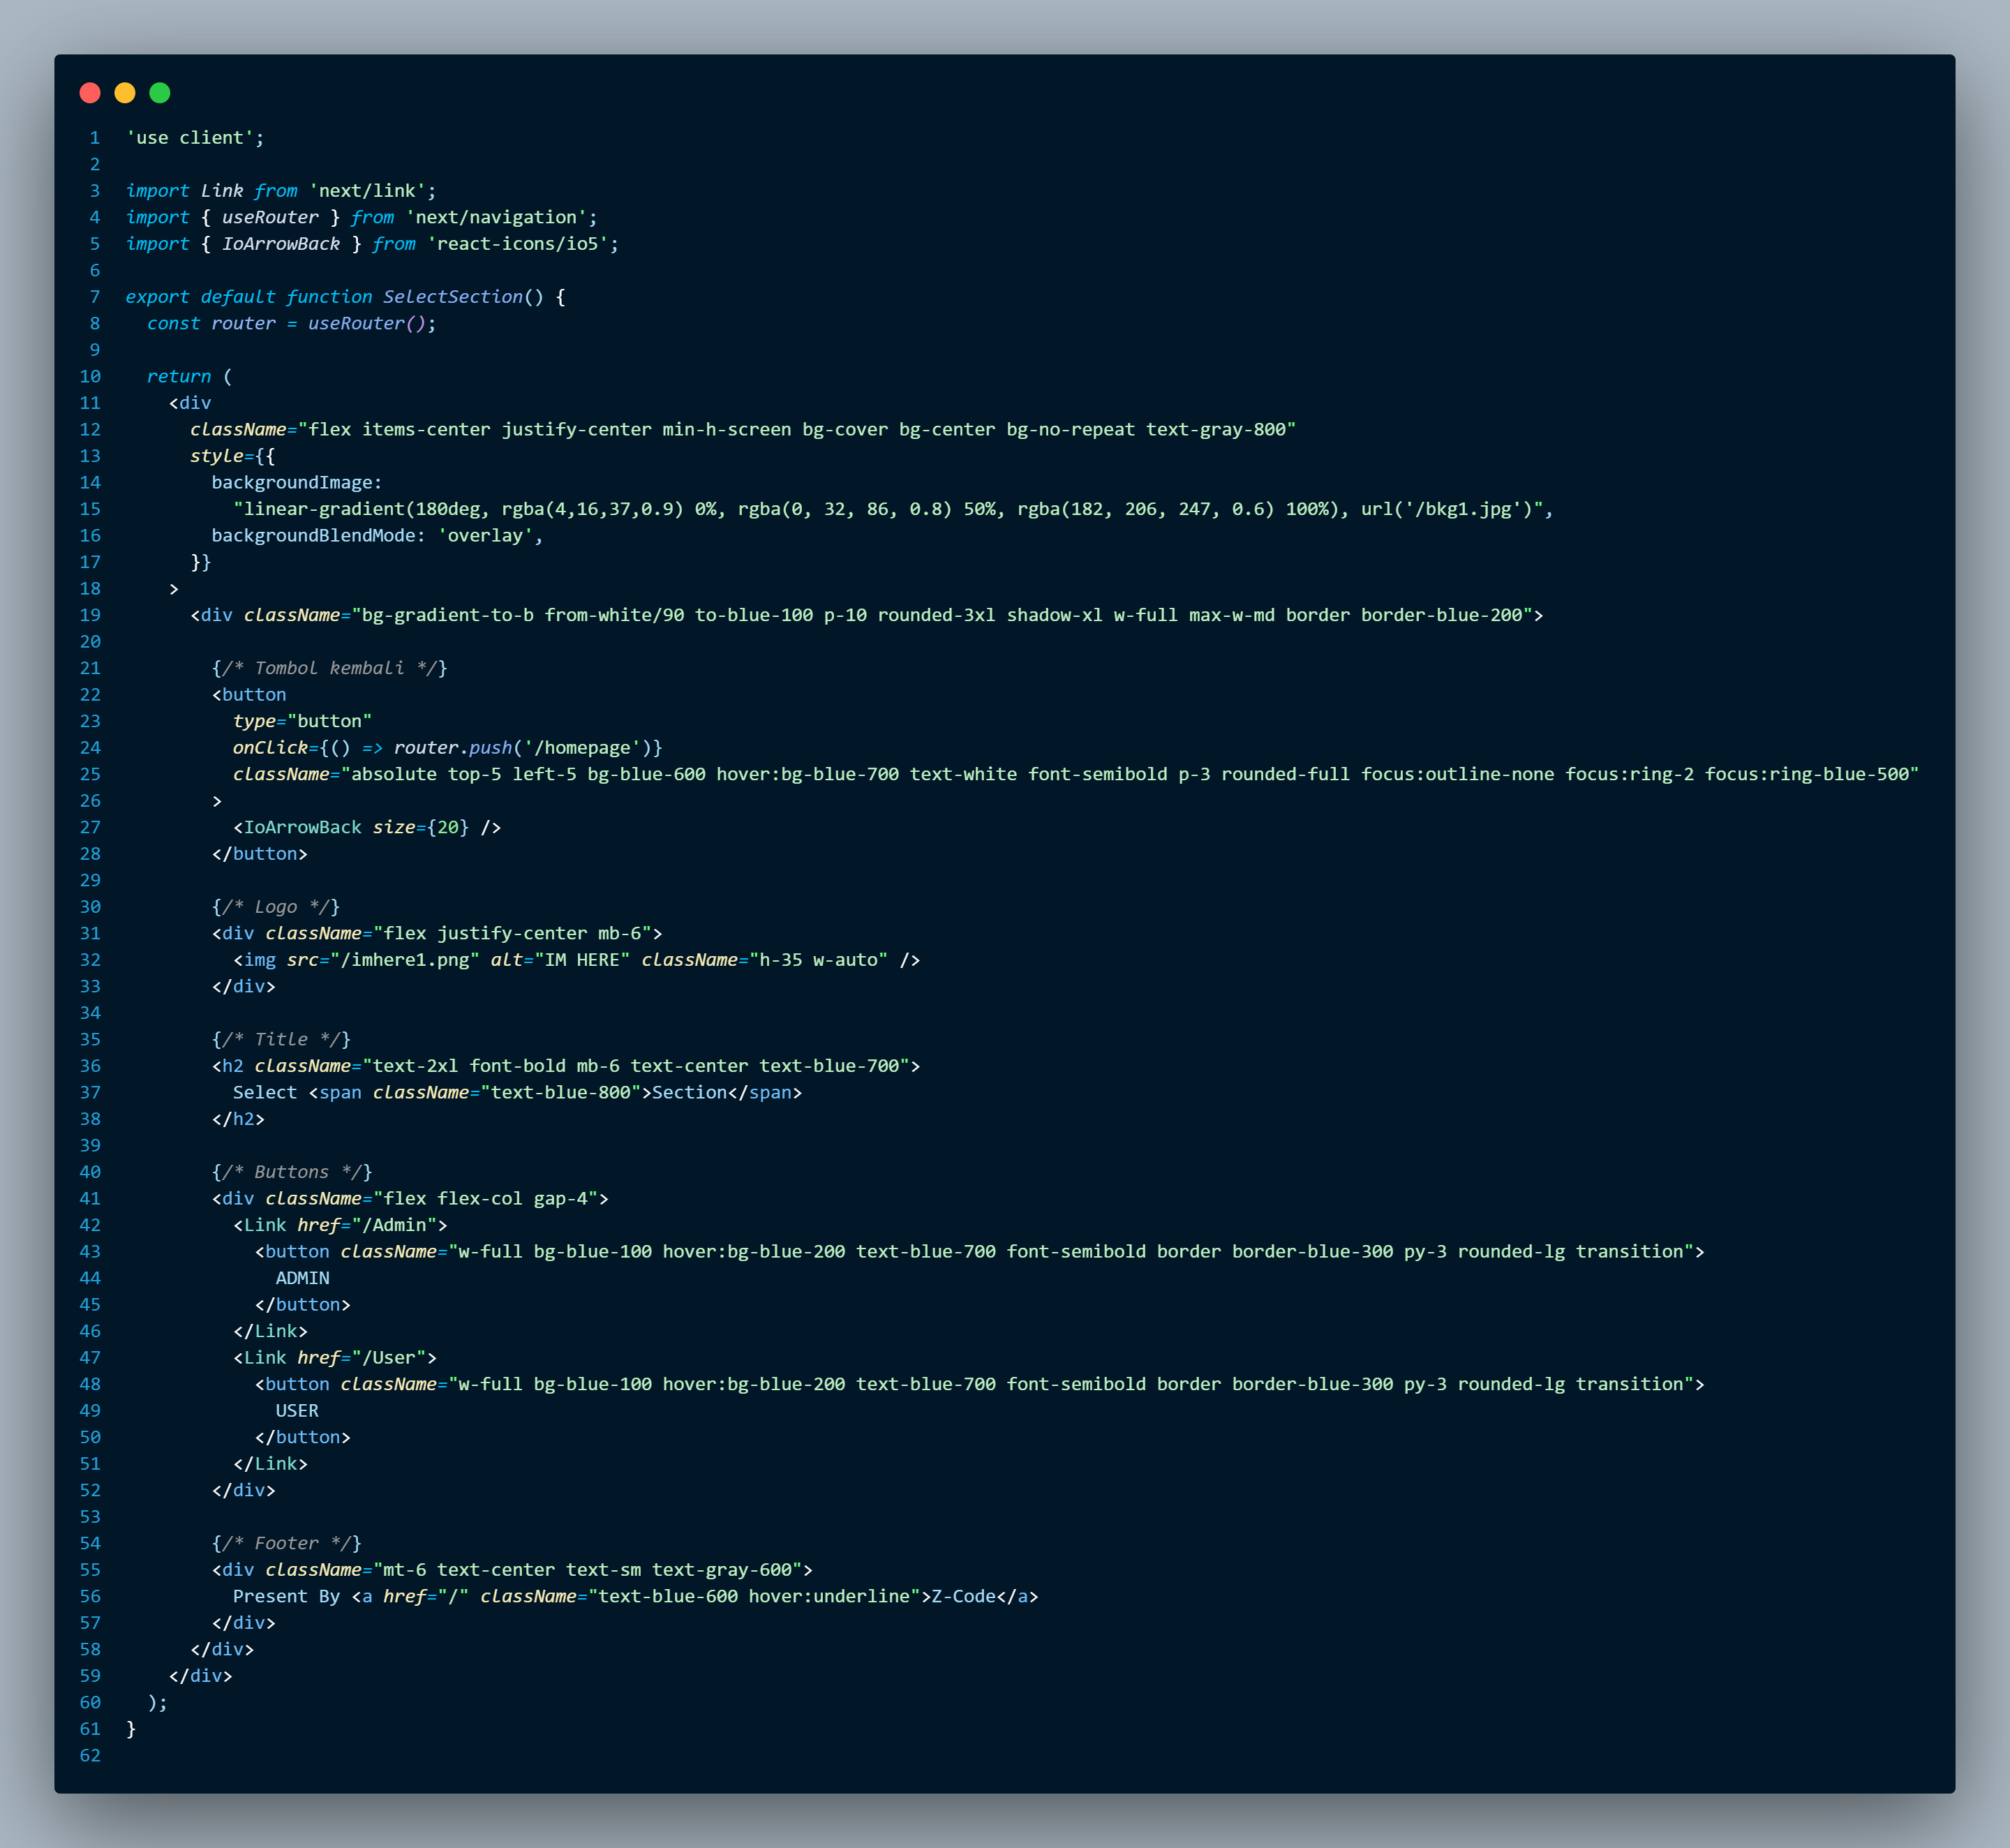 1 'use client';
2
3 import Link from 'next/link';
4 import { useRouter } from 'next/navigation';
5 import { IoArrowBack } from 'react-icons/io5';
6
7 export default function SelectSection() {
8   const router = useRouter();
9
10   return (
11     <div
12       className="flex items-center justify-center min-h-screen bg-cover bg-center bg-no-repeat text-gray-800"
13       style={{
14         backgroundImage:
15           "linear-gradient(180deg, rgba(4,16,37,0.9) 0%, rgba(0, 32, 86, 0.8) 50%, rgba(182, 206, 247, 0.6) 100%), url('/bkg1.jpg')",
16         backgroundBlendMode: 'overlay',
17       }}
18     >
19       <div className="bg-gradient-to-b from-white/90 to-blue-100 p-10 rounded-3xl shadow-xl w-full max-w-md border border-blue-200">
20
21         {/* Tombol kembali */}
22         <button
23           type="button"
24           onClick={() => router.push('/homepage')}
25           className="absolute top-5 left-5 bg-blue-600 hover:bg-blue-700 text-white font-semibold p-3 rounded-full focus:outline-none focus:ring-2 focus:ring-blue-500"
26         >
27           <IoArrowBack size={20} />
28         </button>
29
30         {/* Logo */}
31         <div className="flex justify-center mb-6">
32           <img src="/imhere1.png" alt="IM HERE" className="h-35 w-auto" />
33         </div>
34
35         {/* Title */}
36         <h2 className="text-2xl font-bold mb-6 text-center text-blue-700">
37           Select <span className="text-blue-800">Section</span>
38         </h2>
39
40         {/* Buttons */}
41         <div className="flex flex-col gap-4">
42           <Link href="/Admin">
43             <button className="w-full bg-blue-100 hover:bg-blue-200 text-blue-700 font-semibold border border-blue-300 py-3 rounded-lg transition">
44               ADMIN
45             </button>
46           </Link>
47           <Link href="/User">
48             <button className="w-full bg-blue-100 hover:bg-blue-200 text-blue-700 font-semibold border border-blue-300 py-3 rounded-lg transition">
49               USER
50             </button>
51           </Link>
52         </div>
53
54         {/* Footer */}
55         <div className="mt-6 text-center text-sm text-gray-600">
56           Present By <a href="/" className="text-blue-600 hover:underline">Z-Code</a>
57         </div>
58       </div>
59     </div>
60   );
61 }
62